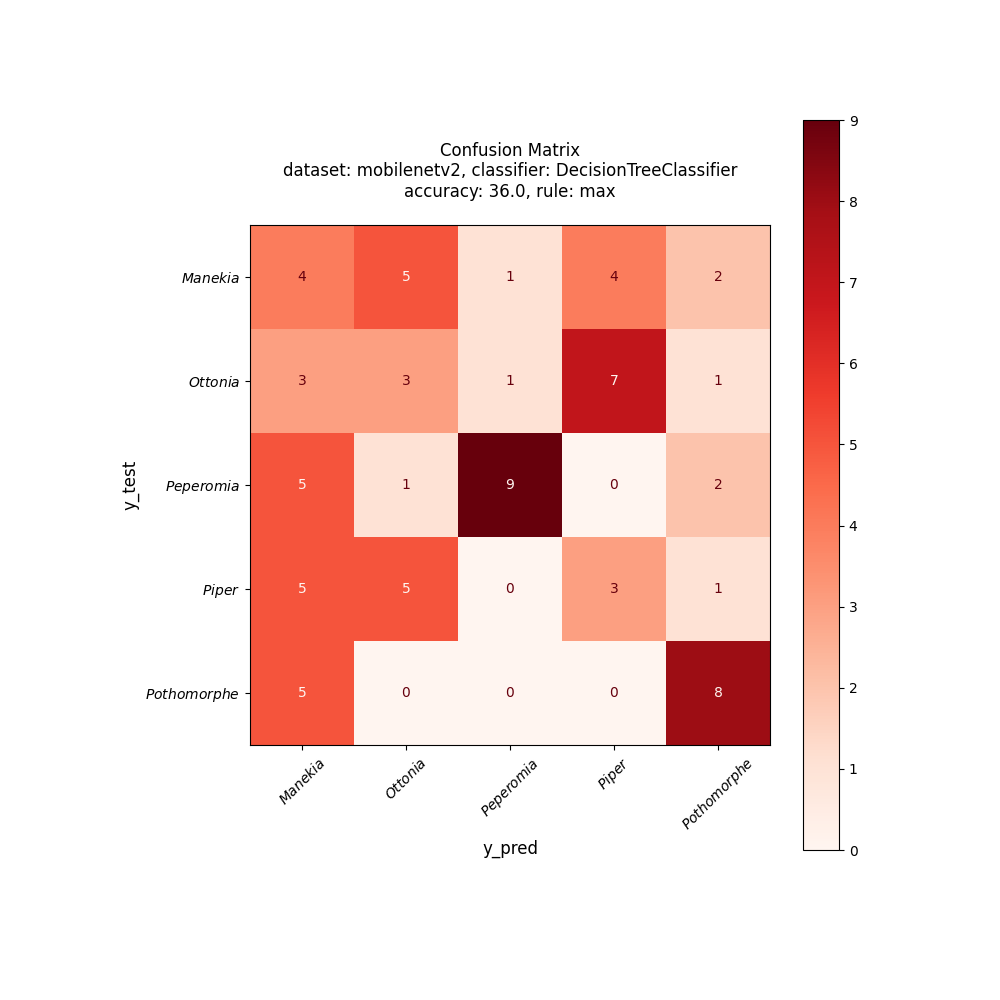 Confusion Matrix
dataset: mobilenetv2, classifier: DecisionTreeClassifier
accuracy: 36.0, rule: max
y_test
Manekia 4 5 1 4 2
Ottonia 3 3 1 7 1
Peperomia 5 1 9 0 2
Piper 5 5 0 3 1
Pothomorphe 5 0 0 0 8
Manekia Ottonia Peperomia Piper Pothomorphe
y_pred
9
8
7
6
5
4
3
2
1
0